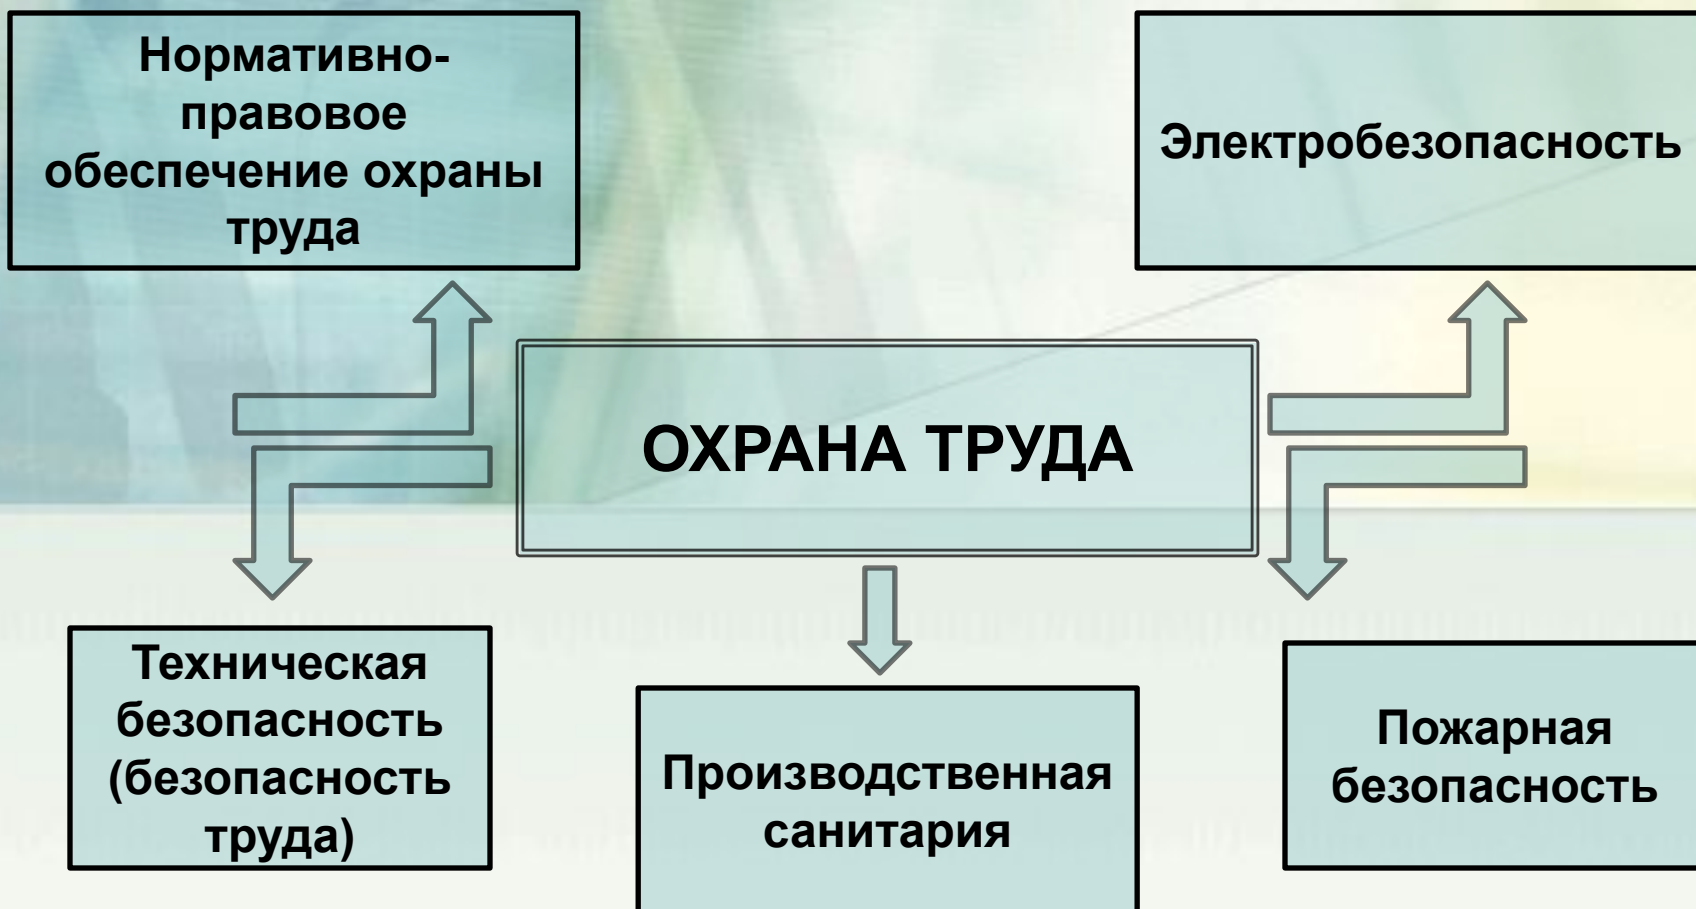 Нормативно-
правовое
обеспечение охраны
труда
Электробезопасность
ОХРАНА ТРУДА
Техническая
безопасность
(безопасность
труда)
Производственная
санитария
Пожарная
безопасность